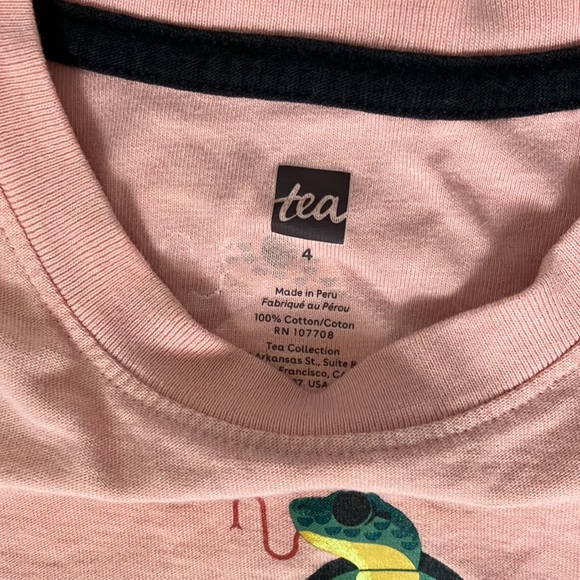 tea
4
Made in Peru
Fabriqué au Pérou
100% Cotton/Coton
RN 107708
Tea Collection
Arkansas St., Suite
Francisco,
USA